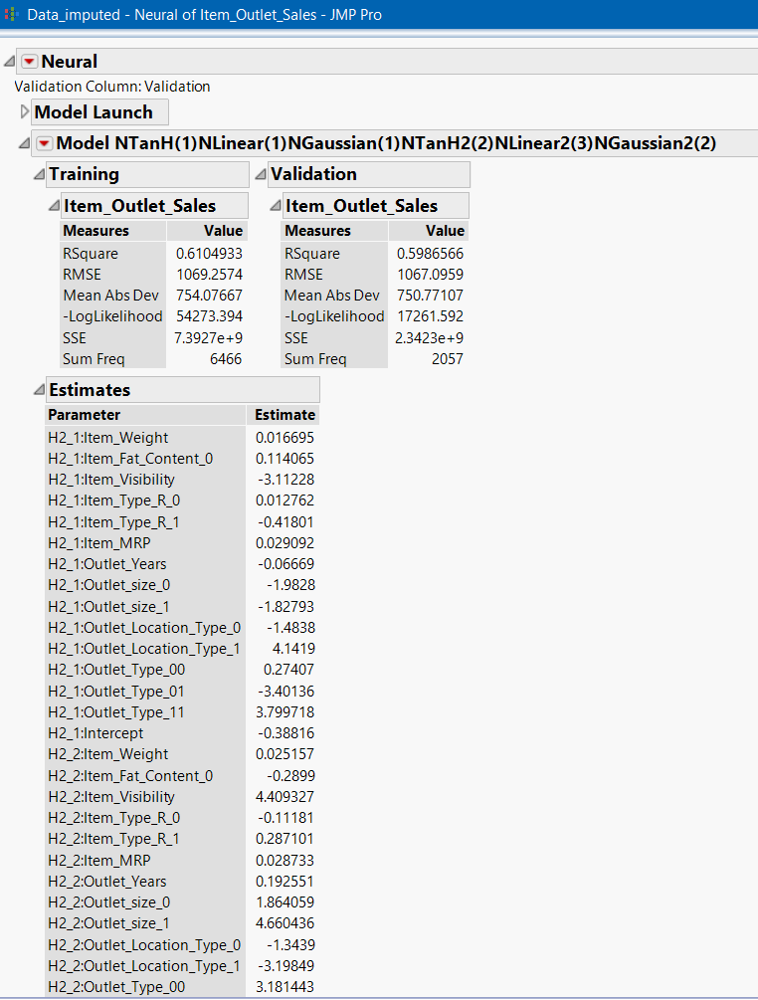 Data_imputed - Neural of Item_Outlet_Sales - JMP Pro
Neural
Validation Column: Validation
Model Launch
Model NTanH(1)NLinear(1)NGaussian(1)NTanH2(2)NLinear2(3)NGaussian2(2)
Training Validation
Item_Outlet_Sales Item_Outlet_Sales
Measures Value Measures Value
RSquare 0.6104933 RSquare 0.5986566
RMSE 1069.2574 RMSE 1067.0959
Mean Abs Dev 754.07667 Mean Abs Dev 750.77107
-LogLikelihood 54273.394 -LogLikelihood 17261.592
SSE 7.3927e+9 SSE 2.3423e+9
Sum Freq 6466 Sum Freq 2057
Estimates
Parameter Estimate
H2_1:Item_Weight 0.016695
H2_1:Item_Fat_Content_0 0.114065
H2_1:Item_Visibility -3.11228
H2_1:Item_Type_R_0 0.012762
H2_1:Item_Type_R_1 -0.41801
H2_1:Item_MRP 0.029092
H2_1:Outlet_Years -0.06669
H2_1:Outlet_size_0 -1.9828
H2_1:Outlet_size_1 -1.82793
H2_1:Outlet_Location_Type_0 -1.4838
H2_1:Outlet_Location_Type_1 4.1419
H2_1:Outlet_Type_00 0.27407
H2_1:Outlet_Type_01 -3.40136
H2_1:Outlet_Type_11 3.799718
H2_1:Intercept -0.38816
H2_2:Item_Weight 0.025157
H2_2:Item_Fat_Content_0 -0.2899
H2_2:Item_Visibility 4.409327
H2_2:Item_Type_R_0 -0.11181
H2_2:Item_Type_R_1 0.287101
H2_2:Item_MRP 0.028733
H2_2:Outlet_Years 0.192551
H2_2:Outlet_size_0 1.864059
H2_2:Outlet_size_1 4.660436
H2_2:Outlet_Location_Type_0 -1.3439
H2_2:Outlet_Location_Type_1 -3.19849
H2_2:Outlet_Type_00 3.181443